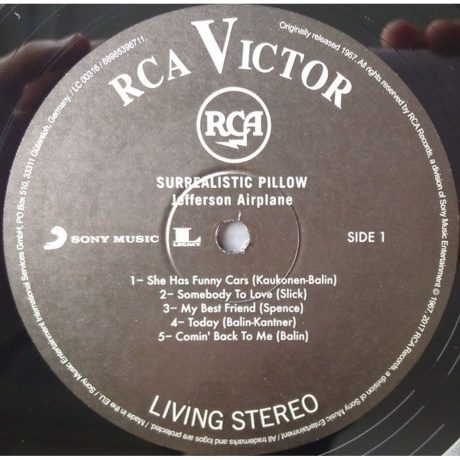 RCA VICTOR
RCA
SURREALISTIC PILLOW
Jefferson Airplane
SONY MUSIC
LEGACY
SIDE 1
1– She Has Funny Cars (Kaukonen-Balin)
2– Somebody To Love (Slick)
3– My Best Friend (Spence)
4– Today (Balin-Kantner)
5– Comin' Back To Me (Balin)
LIVING STEREO
Originally released 1967. All rights reserved by RCA Records, a division of Sony Music Entertainment
℗ 1967, 2017 RCA Records, a division of Sony Music Entertainment
/ All trademarks and logos are protected. / Made in the EU. / Sony Music Entertainment International Services GmbH, PO Box 510, 33311 Gütersloh, Germany. / LC 00316 / 88985396711.